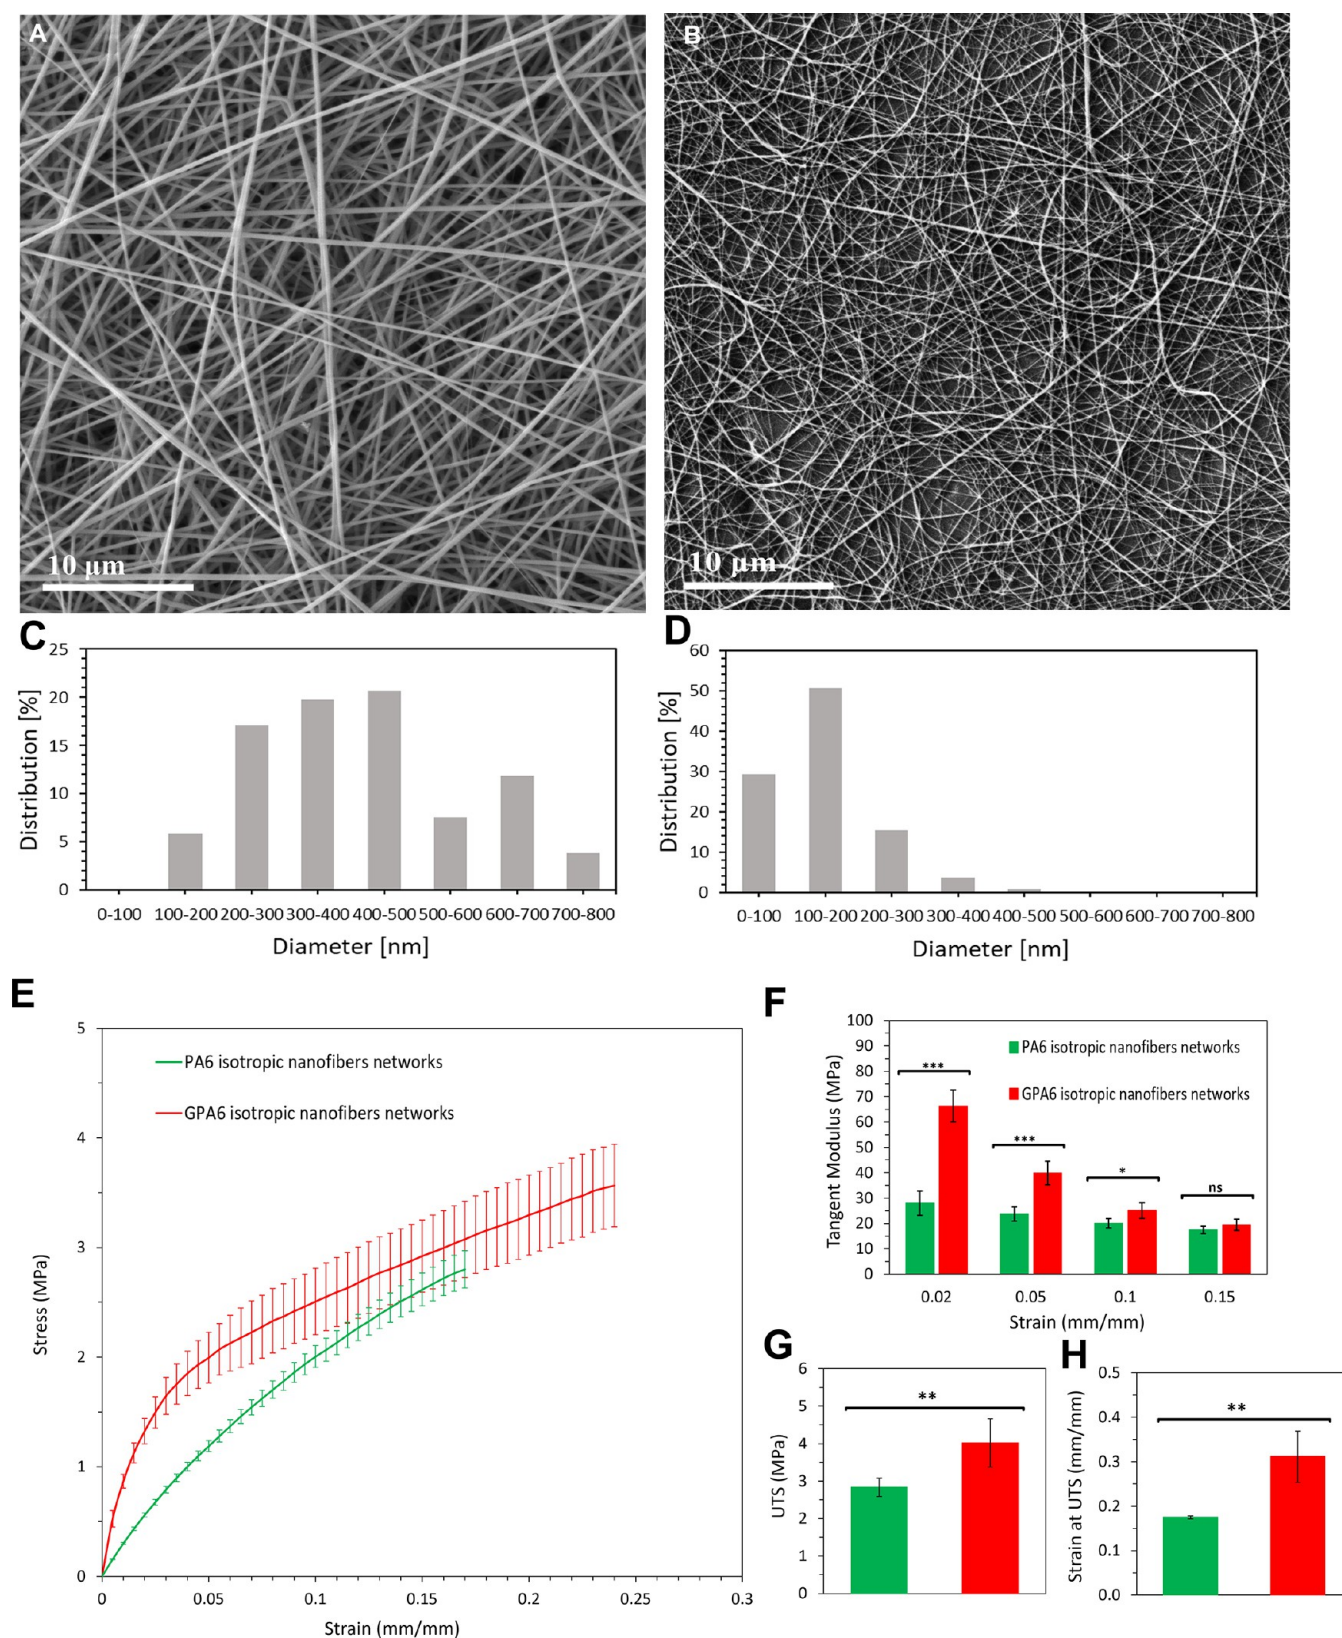 A
B
10 µm
10 µm
C
D
25
20
15
10
5
0
Distribution [%]
0-100 100-200 200-300 300-400 400-500 500-600 600-700 700-800
Diameter [nm]
60
50
40
30
20
10
0
Distribution [%]
0-100 100-200 200-300 300-400 400-500 500-600 600-700 700-800
Diameter [nm]
E
5
4
3
2
1
0
Stress (MPa)
PA6 isotropic nanofibers networks
GPA6 isotropic nanofibers networks
0 0.05 0.1 0.15 0.2 0.25 0.3
Strain (mm/mm)
F
100
90
80
70
60
50
40
30
20
10
0
Tangent Modulus (MPa)
PA6 isotropic nanofibers networks
GPA6 isotropic nanofibers networks
***
***
*
ns
0.02 0.05 0.1 0.15
Strain (mm/mm)
G
6
5
4
3
2
1
0
UTS (MPa)
**
H
0.5
0.4
0.3
0.2
0.1
0.0
Strain at UTS (mm/mm)
**